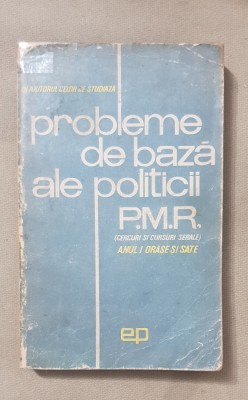 probleme
de bază
ale politicii
P.M.R.
(CERCURI ȘI CURSURI SERALE)
ANUL I ORAȘE ȘI SATE
ep